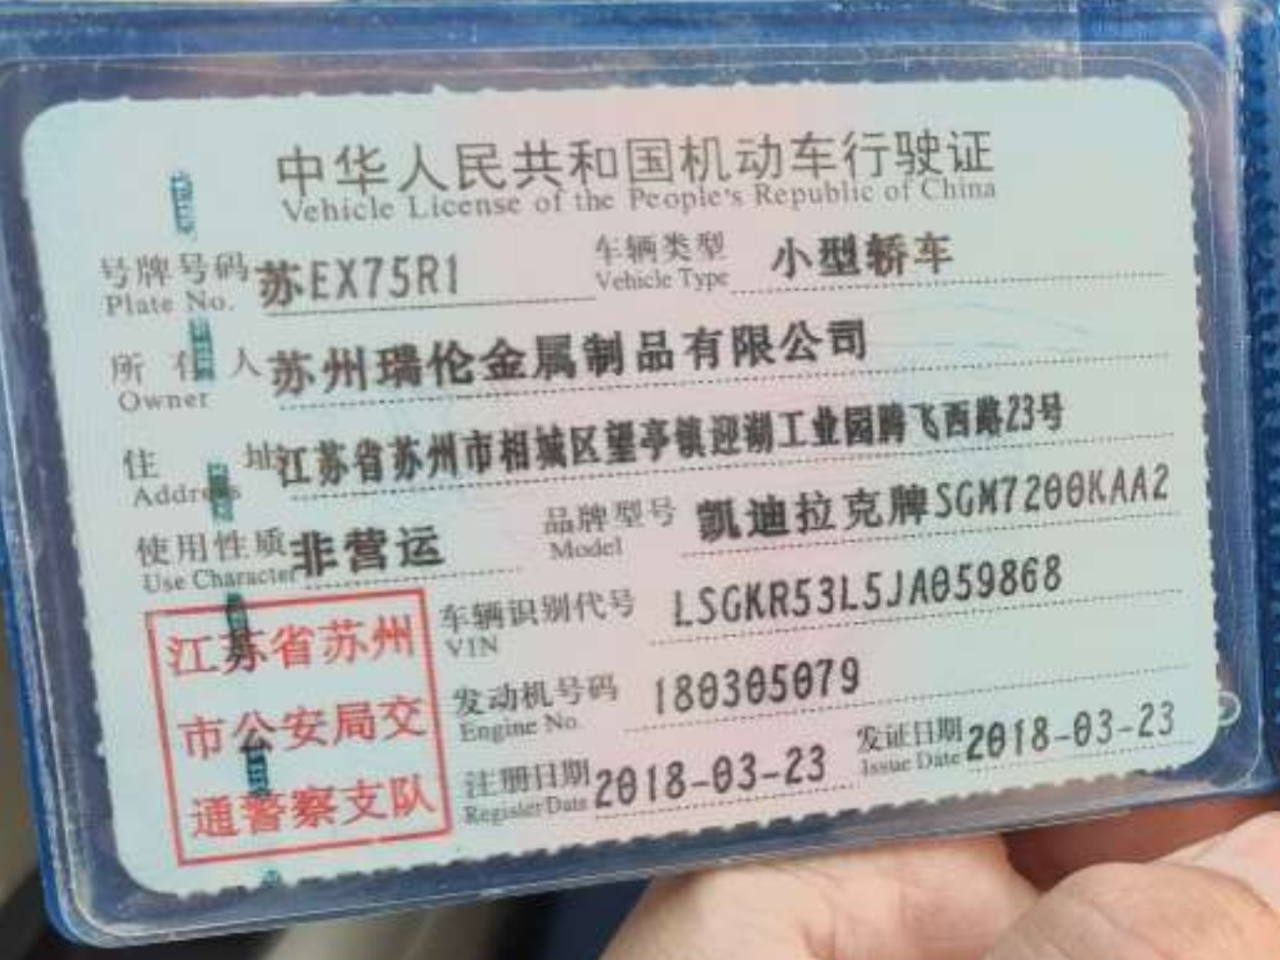 中华人民共和国机动车行驶证
Vehicle License of the People's Republic of China
号牌号码 苏EX75R1 车辆类型 小型轿车
Plate No. Vehicle Type
所有人 苏州瑞伦金属制品有限公司
Owner
住址 江苏省苏州市相城区望亭镇迎湖工业园腾飞西路23号
Address
使用性质 非营运 品牌型号 凯迪拉克牌SGM7200KAA2
Use Character Model
车辆识别代号 LSGKR53L5JA059868
VIN
发动机号码 180305079
Engine No.
注册日期 2018-03-23 发证日期 2018-03-23
Register Date Issue Date
江苏省苏州
市公安局交
通警察支队